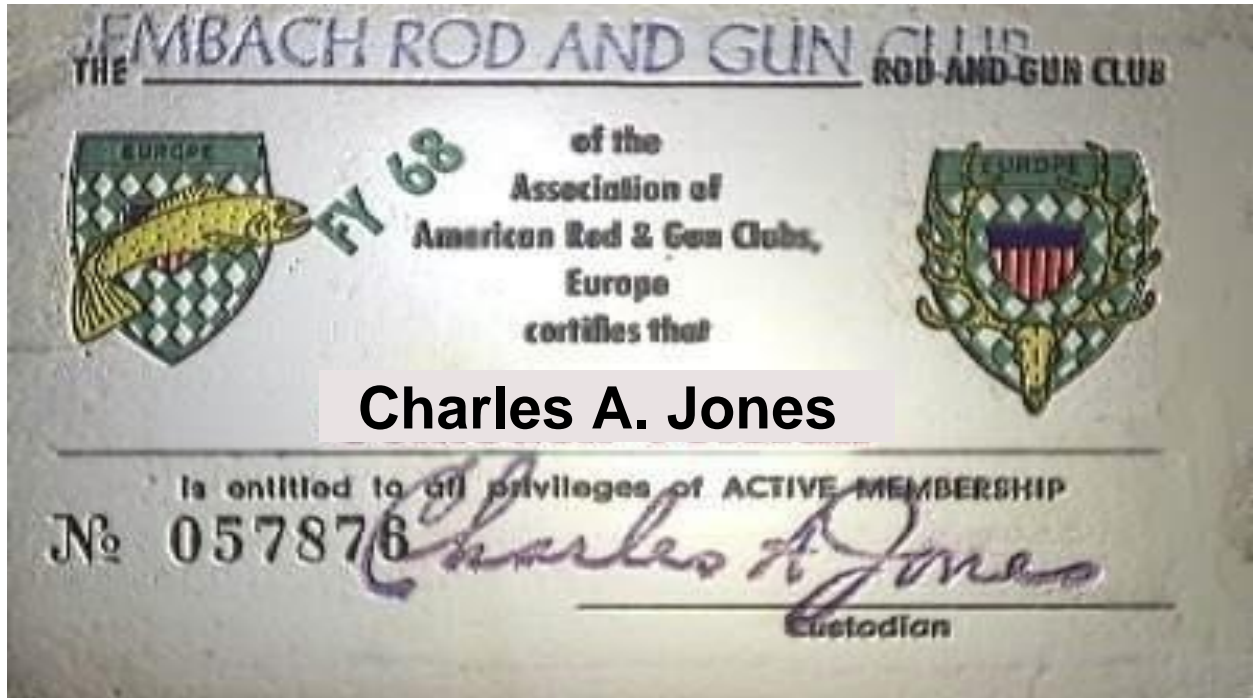 THE SEMBACH ROD AND GUN CLUB ROD AND GUN CLUB
EUROPE
FY 68
of the
Association of
American Rod & Gun Clubs,
Europe
certifies that
EUROPE
Charles A. Jones
is entitled to all privileges of ACTIVE MEMBERSHIP
№ 057876
Charles A Jones
Custodian